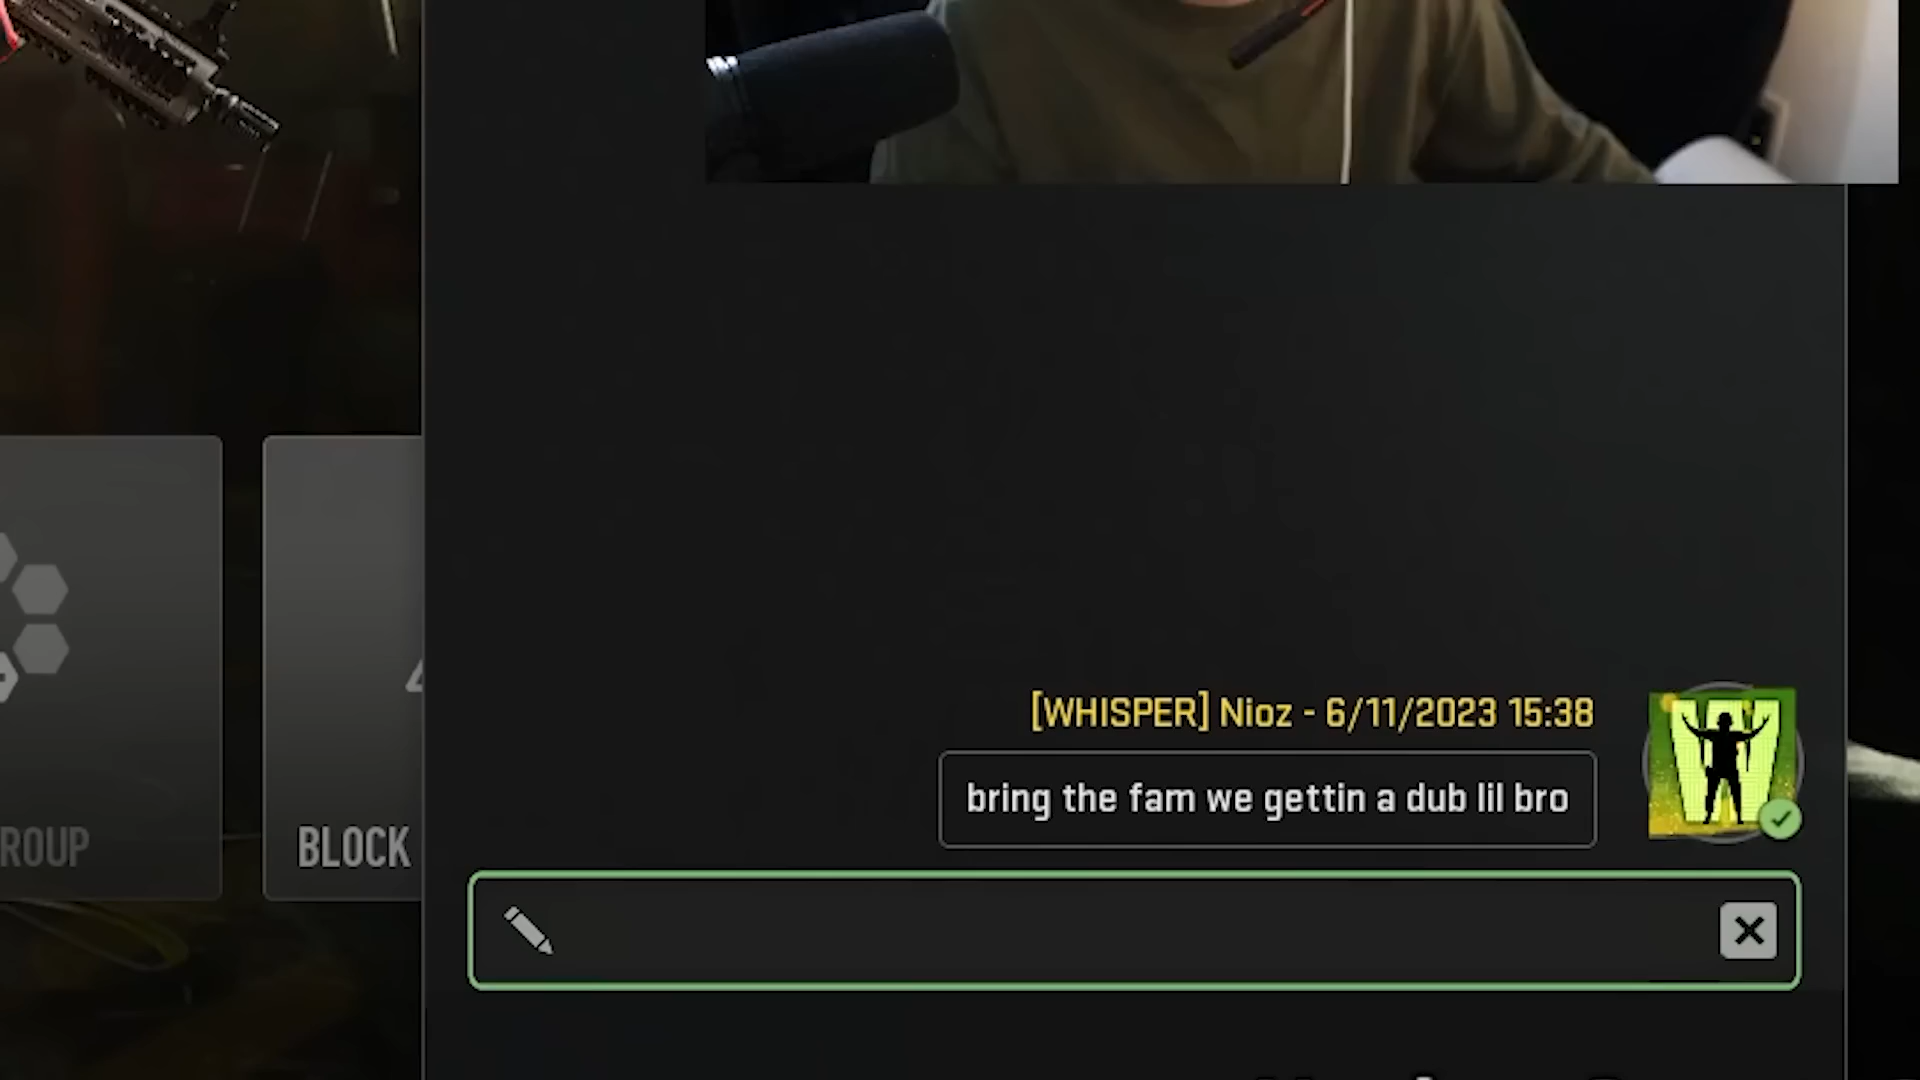 [WHISPER] Nioz - 6/11/2023 15:38
bring the fam we gettin a dub lil bro
ROUP
BLOCK